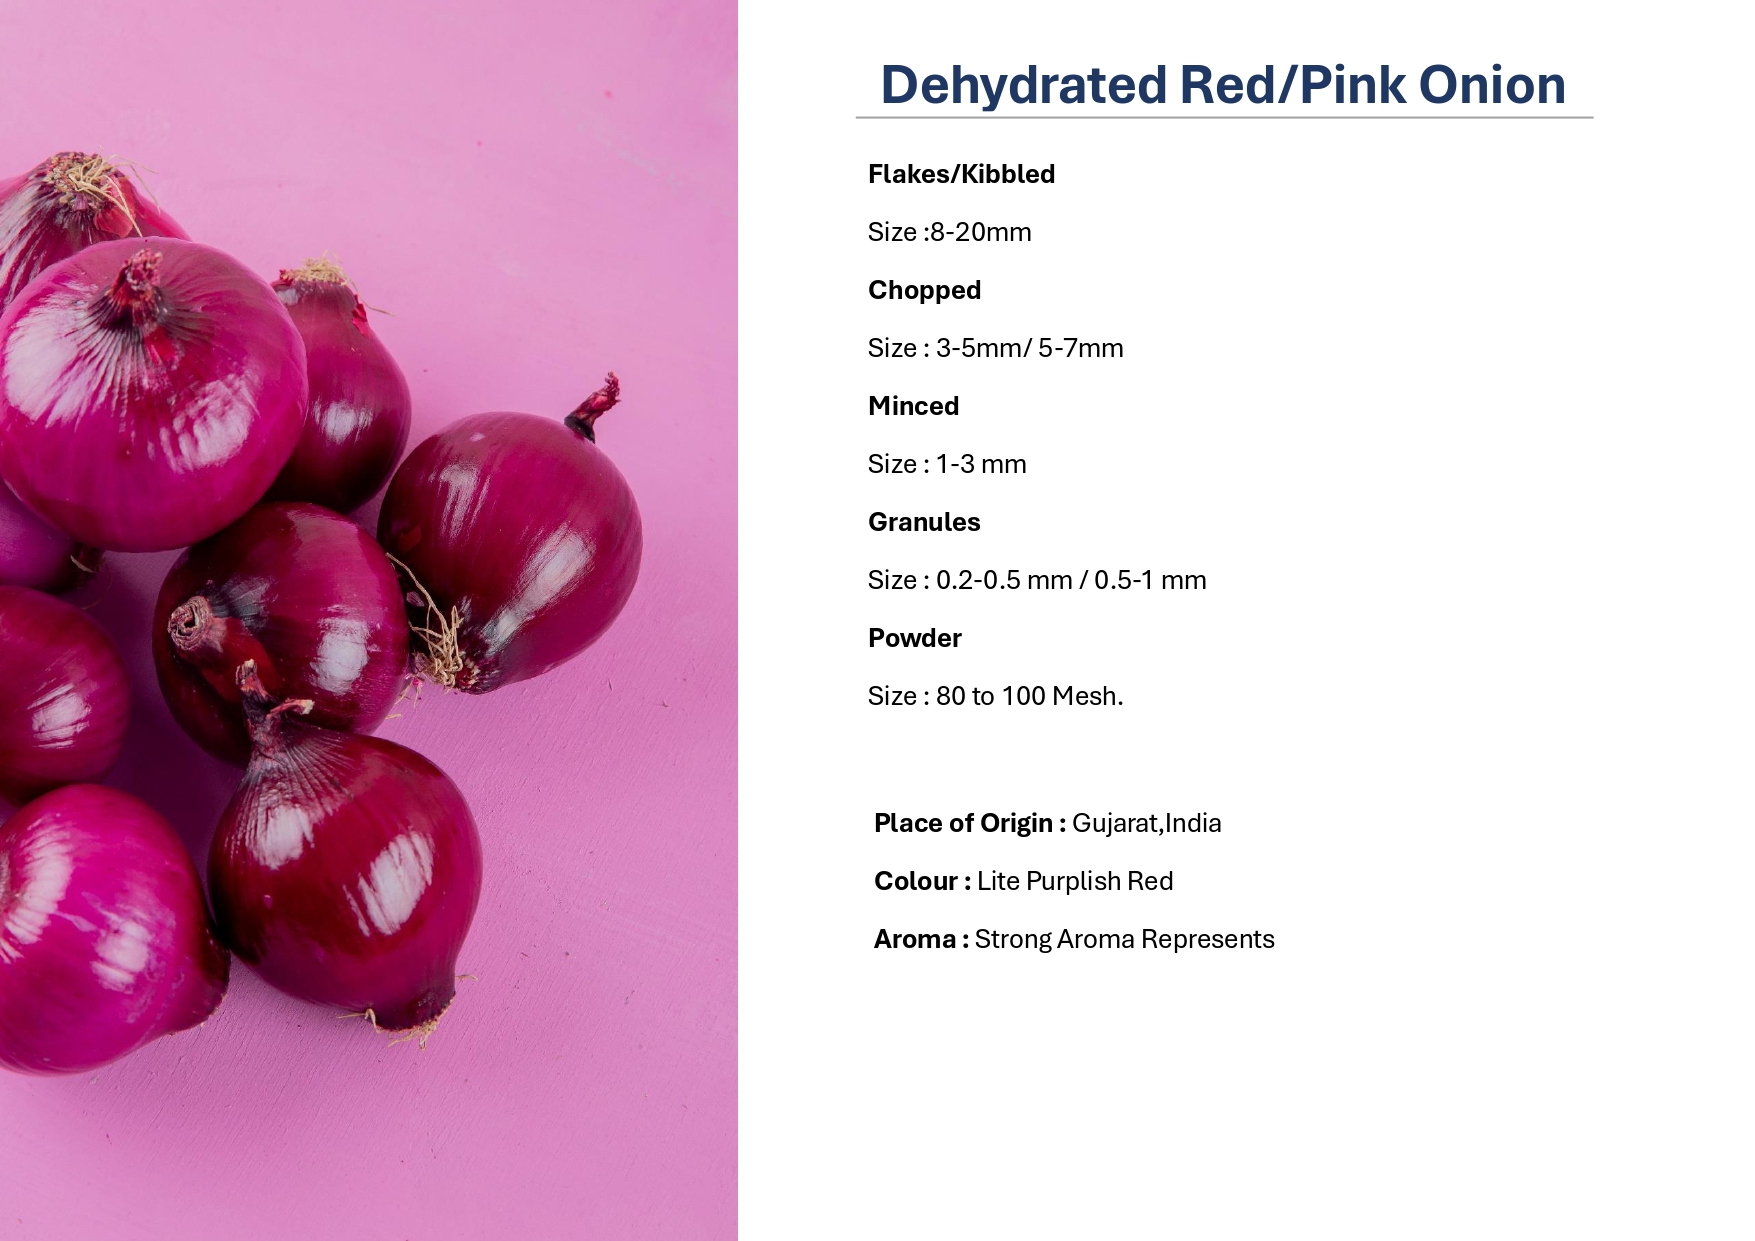 Dehydrated Red/Pink Onion
Flakes/Kibbled
Size :8-20mm
Chopped
Size : 3-5mm/ 5-7mm
Minced
Size : 1-3 mm
Granules
Size : 0.2-0.5 mm / 0.5-1 mm
Powder
Size : 80 to 100 Mesh.
Place of Origin : Gujarat,India
Colour : Lite Purplish Red
Aroma : Strong Aroma Represents